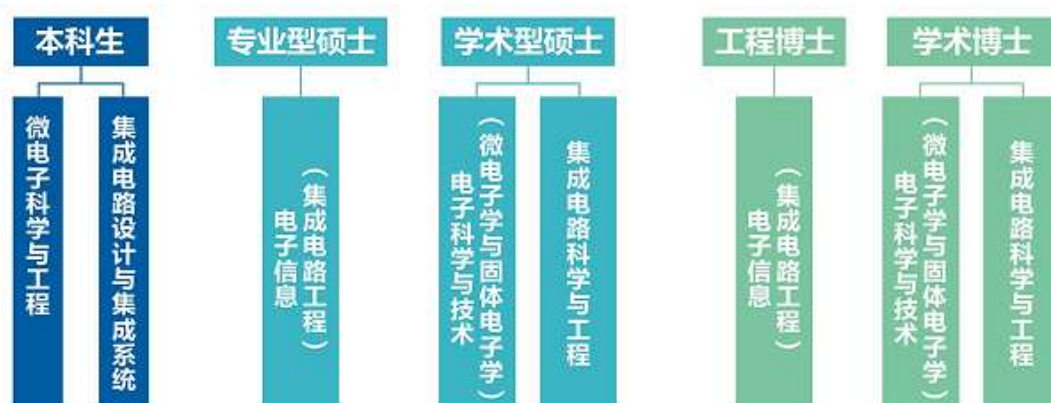 本科生
微电子科学与工程
集成电路设计与集成系统
专业型硕士
电子信息
（集成电路工程）
学术型硕士
电子科学与技术
（微电子学与固体电子学）
集成电路科学与工程
工程博士
电子信息
（集成电路工程）
学术博士
电子科学与技术
（微电子学与固体电子学）
集成电路科学与工程